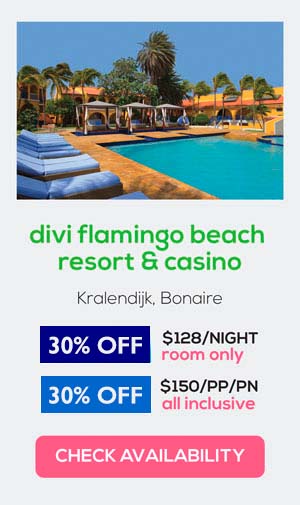 divi flamingo beach
resort & casino
Kralendijk, Bonaire
30% OFF
$128/NIGHT
room only
30% OFF
$150/PP/PN
all inclusive
CHECK AVAILABILITY